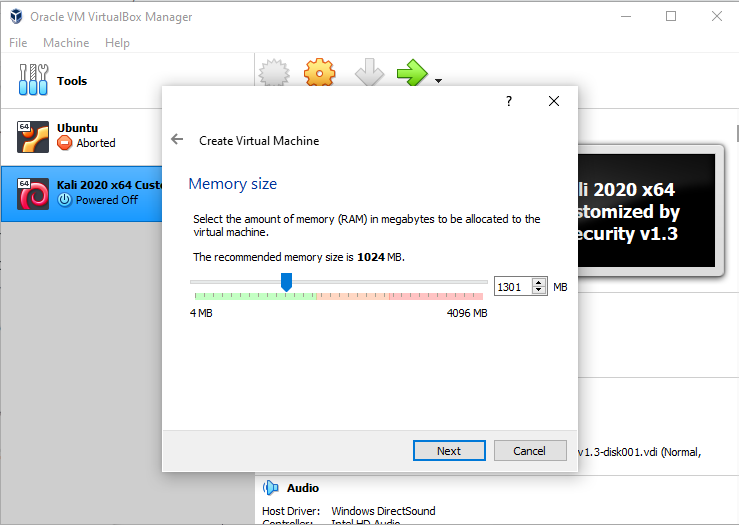 Oracle VM VirtualBox Manager
File Machine Help
Tools
64
Ubuntu
Aborted
64
Kali 2020 x64 Custo
Powered Off
?
Create Virtual Machine
Memory size
Select the amount of memory (RAM) in megabytes to be allocated to the
virtual machine.
The recommended memory size is 1024 MB.
1301 MB
4 MB 4096 MB
Next Cancel
li 2020 x64
stomized by
ecurity v1.3
v1.3-disk001.vdi (Normal,
Audio
Host Driver: Windows DirectSound
Controller: Intel HD Audio